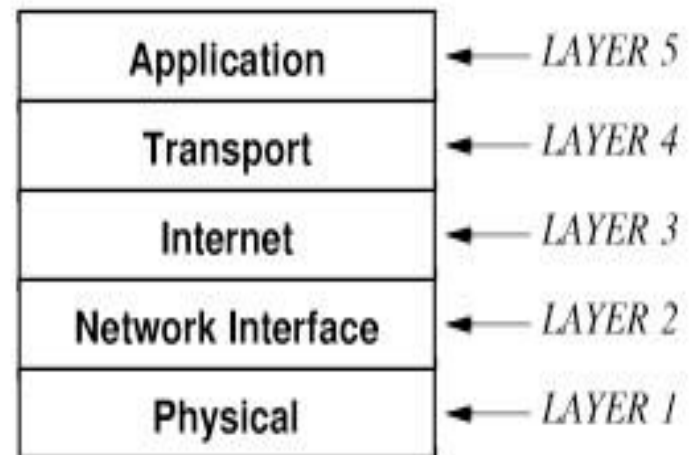 Application LAYER 5
Transport LAYER 4
Internet LAYER 3
Network Interface LAYER 2
Physical LAYER 1